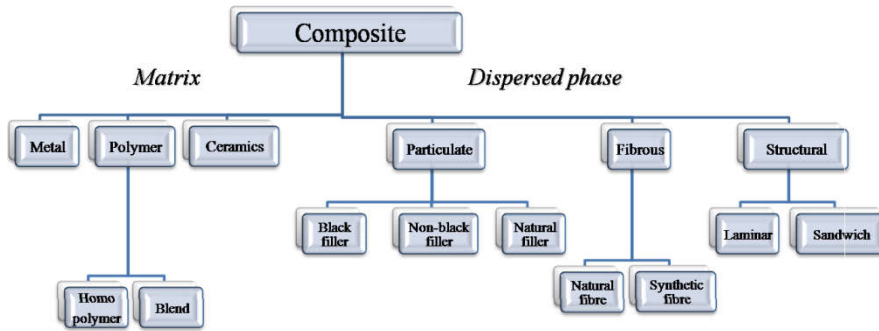 Composite
Matrix
Dispersed phase
Metal
Polymer
Ceramics
Particulate
Fibrous
Structural
Black
filler
Non-black
filler
Natural
filler
Laminar
Sandwich
Homo
polymer
Blend
Natural
fibre
Synthetic
fibre